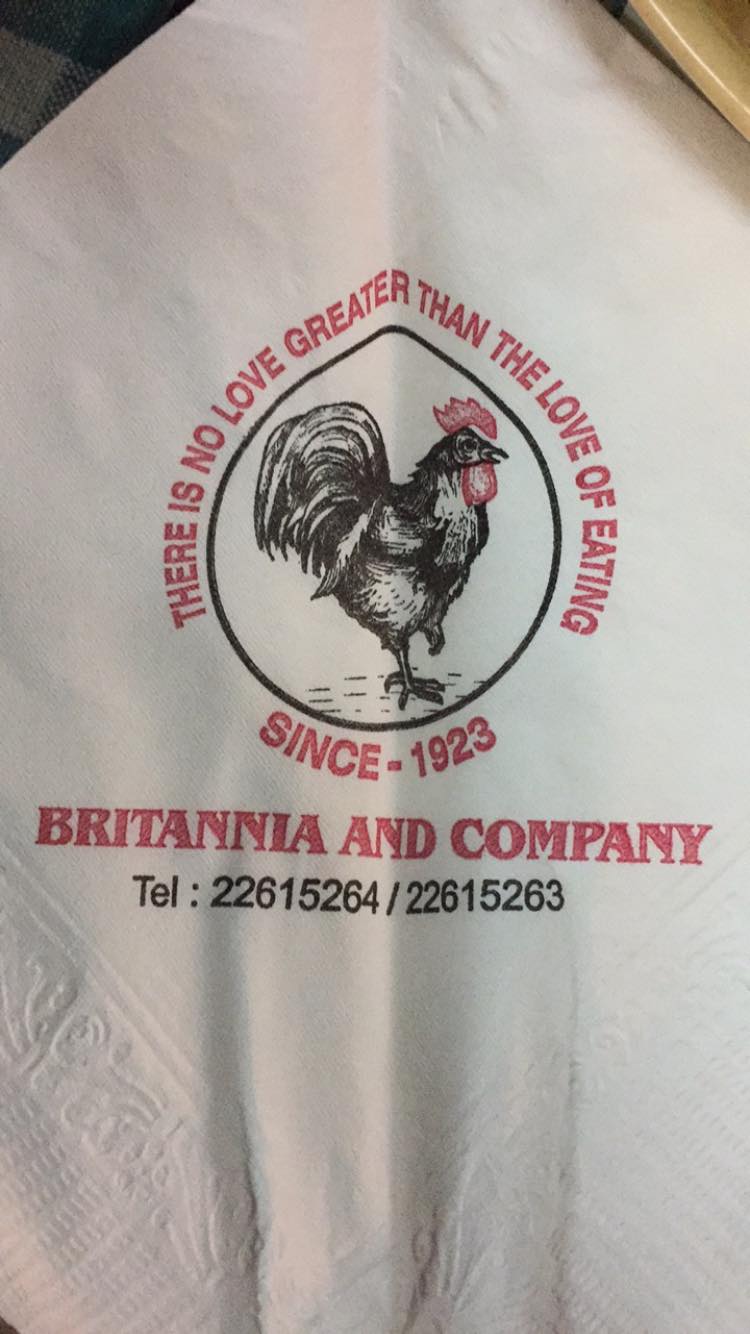 THERE IS NO LOVE GREATER THAN THE LOVE OF EATING
SINCE - 1923
BRITANNIA AND COMPANY
Tel : 22615264 / 22615263